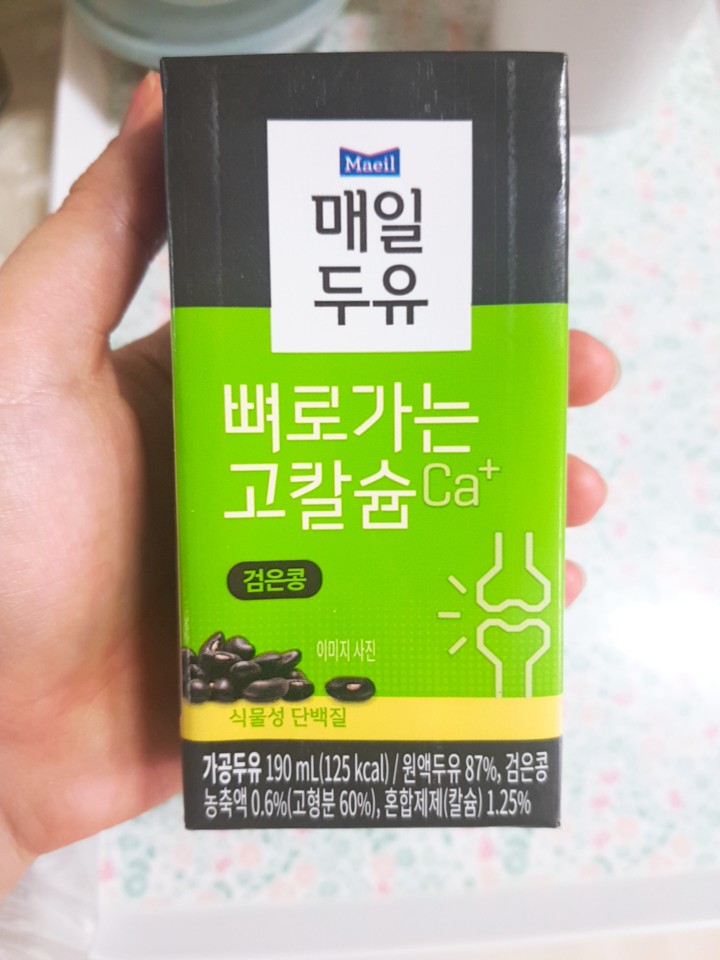 Maeil
매일
두유
뼈로가는
고칼슘 Ca+
검은콩
이미지 사진
식물성 단백질
가공두유 190 mL(125 kcal) / 원액두유 87%, 검은콩
농축액 0.6%(고형분 60%), 혼합제제(칼슘) 1.25%